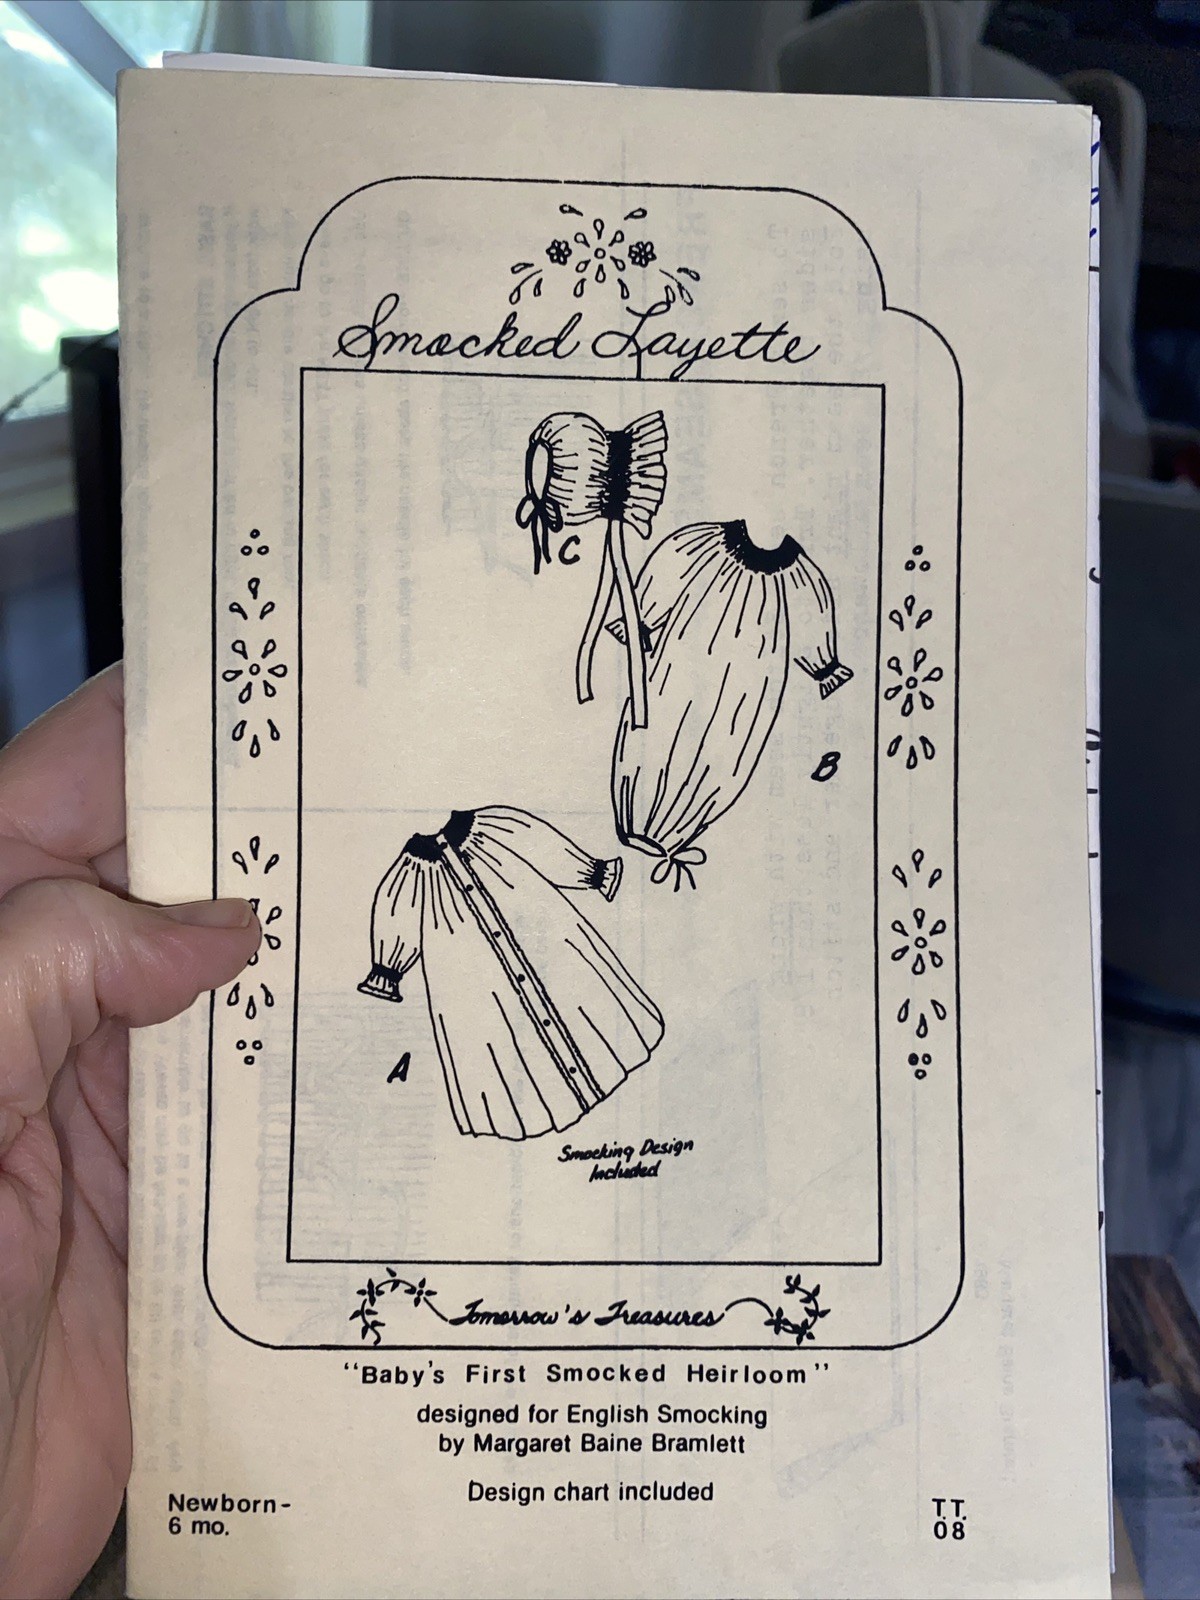 Smocked Layette
C
B
A
Smocking Design
Included
Tomorrow's Treasures
"Baby's First Smocked Heirloom"
designed for English Smocking
by Margaret Baine Bramlett
Design chart included
Newborn-
6 mo.
T.T.
08